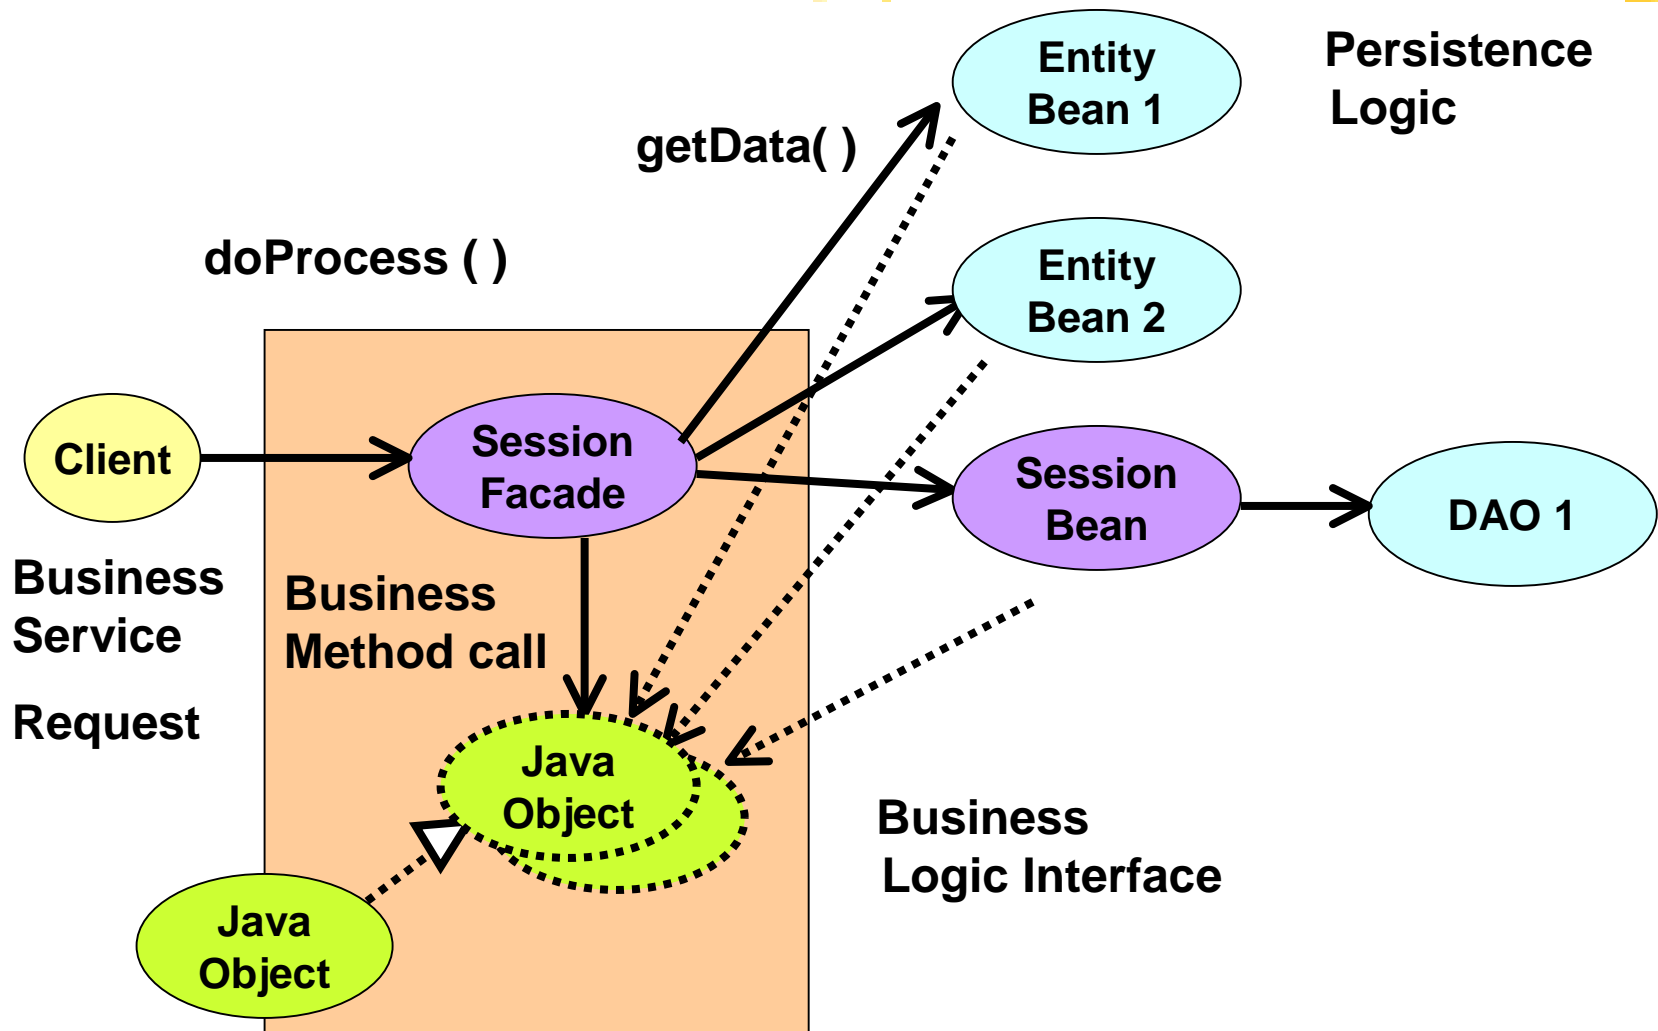 Entity
Bean 1
Persistence
Logic
getData( )
doProcess ( )
Entity
Bean 2
Client
Session
Facade
Session
Bean
DAO 1
Business
Service
Request
Business
Method call
Java
Object
Business
Logic Interface
Java
Object